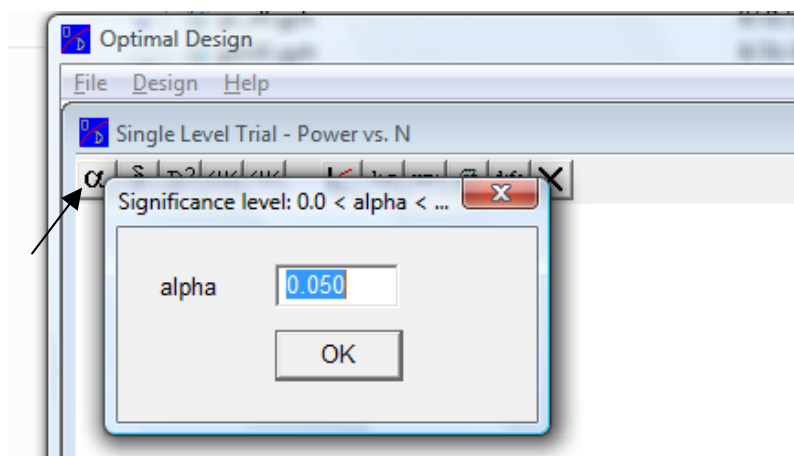 Optimal Design
File Design Help
Single Level Trial - Power vs. N
α
Significance level: 0.0 < alpha < ...
alpha 0.050
OK